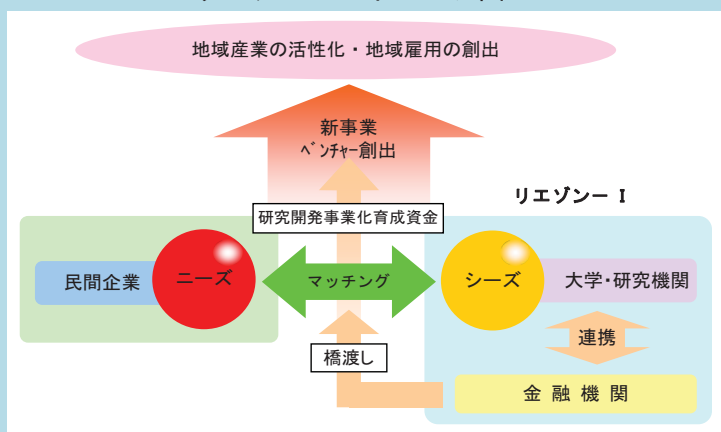 地域産業の活性化・地域雇用の創出
新事業
ベンチャー創出
リエゾンーⅠ
研究開発事業化育成資金
民間企業
ニーズ
マッチング
シーズ
大学・研究機関
橋渡し
連携
金融機関